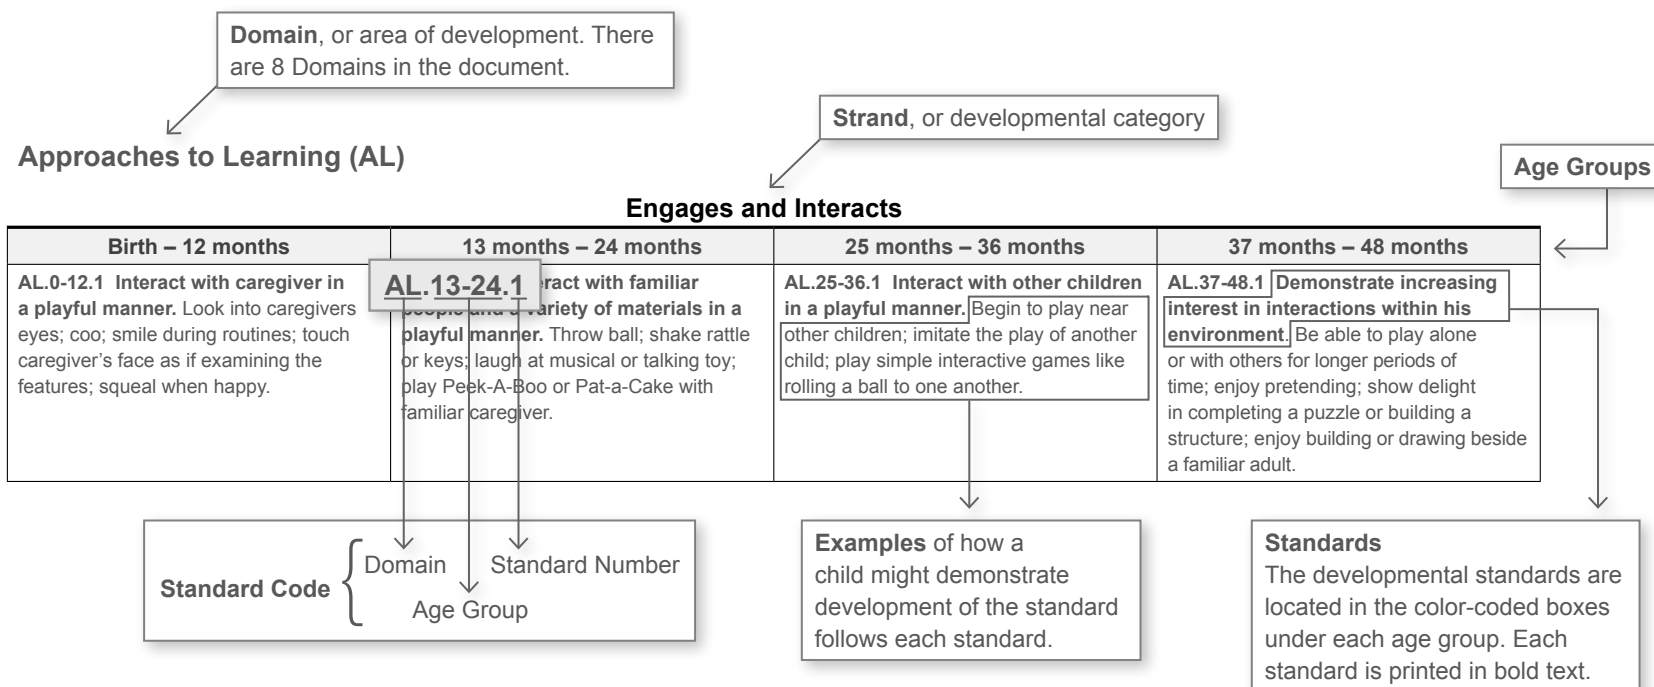 Domain, or area of development. There
are 8 Domains in the document.
Strand, or developmental category
Approaches to Learning (AL)
Age Groups
Engages and Interacts
Birth – 12 months
13 months – 24 months
25 months – 36 months
37 months – 48 months
AL.0-12.1 Interact with caregiver in
a playful manner. Look into caregivers
eyes; coo; smile during routines; touch
caregiver's face as if examining the
features; squeal when happy.
AL.13-24.1
eract with familiar
variety of materials in a
playful manner. Throw ball; shake rattle
or keys; laugh at musical or talking toy;
play Peek-A-Boo or Pat-a-Cake with
familiar caregiver.
AL.25-36.1 Interact with other children
in a playful manner. Begin to play near
other children; imitate the play of another
child; play simple interactive games like
rolling a ball to one another.
AL.37-48.1 Demonstrate increasing
interest in interactions within his
environment. Be able to play alone
or with others for longer periods of
time; enjoy pretending; show delight
in completing a puzzle or building a
structure; enjoy building or drawing beside
a familiar adult.
Standard Code
Domain
Standard Number
Age Group
Examples of how a
child might demonstrate
development of the standard
follows each standard.
Standards
The developmental standards are
located in the color-coded boxes
under each age group. Each
standard is printed in bold text.